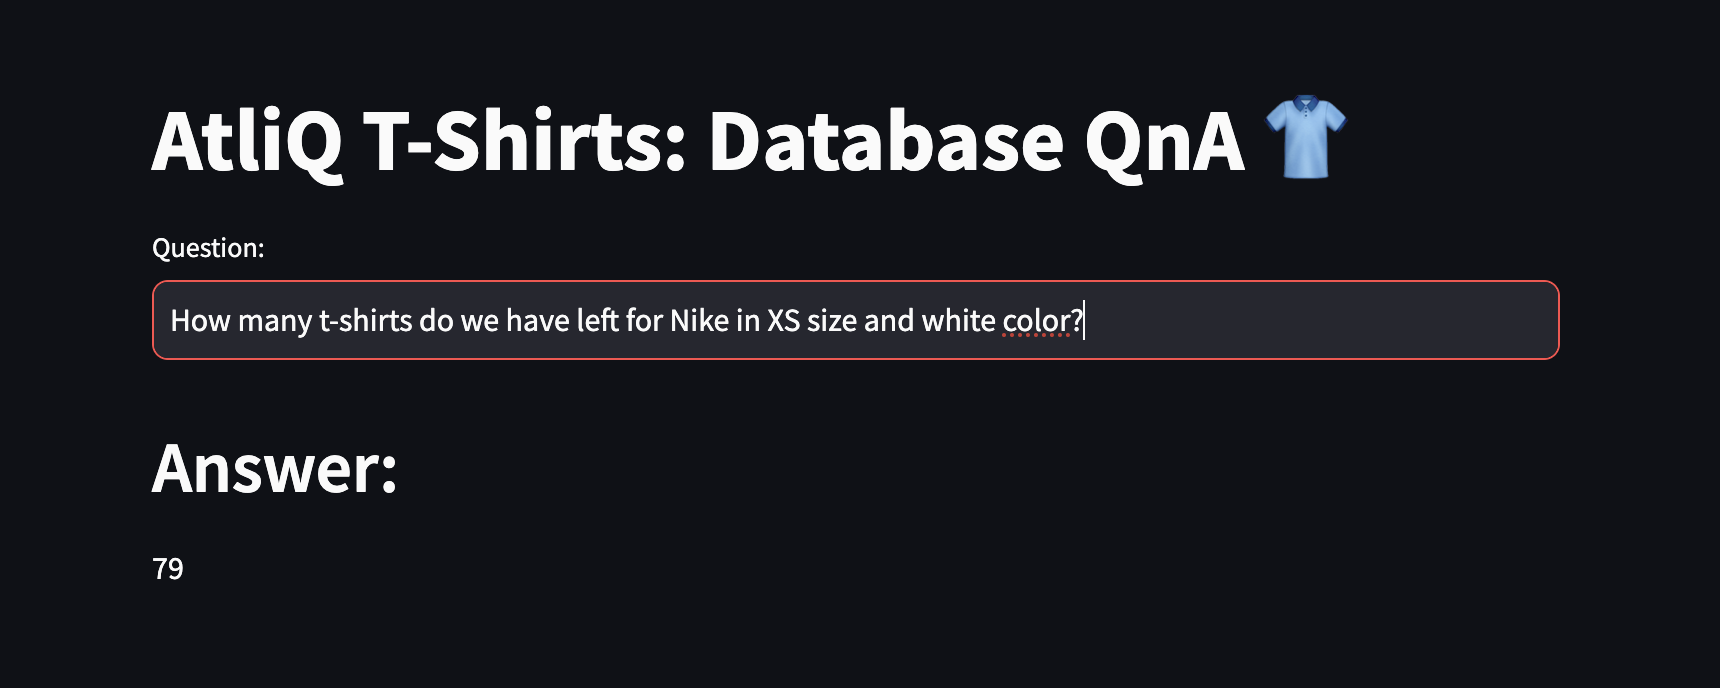 AtliQ T-Shirts: Database QnA 👕
Question:
How many t-shirts do we have left for Nike in XS size and white color?
Answer:
79